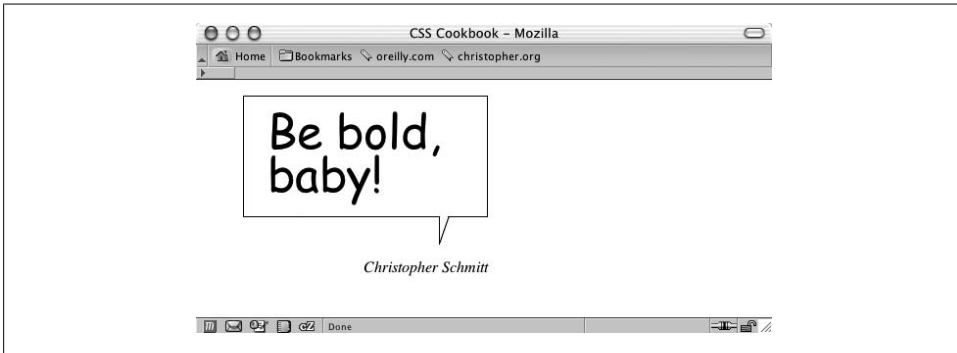 CSS Cookbook – Mozilla
Home Bookmarks oreilly.com christopher.org
Be bold,
baby!
Christopher Schmitt
Done